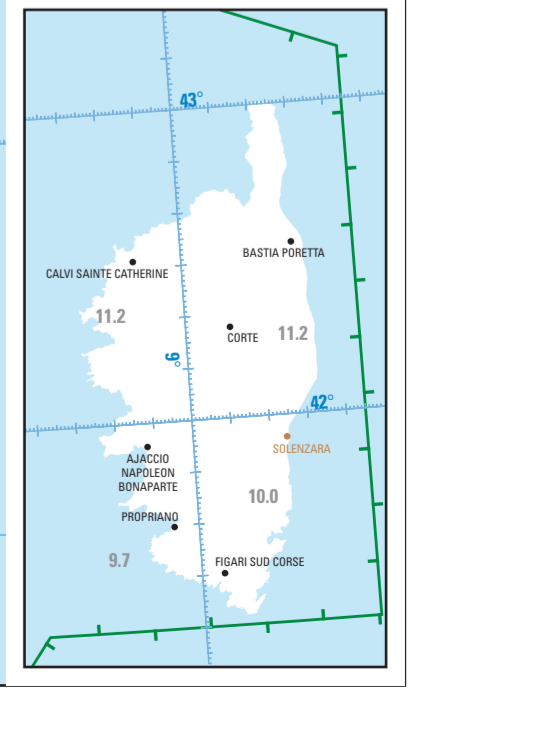 43°
BASTIA PORETTA
CALVI SAINTE CATHERINE
11.2
CORTE
11.2
9°
42°
SOLENZARA
AJACCIO
NAPOLEON
BONAPARTE
10.0
PROPRIANO
9.7
FIGARI SUD CORSE